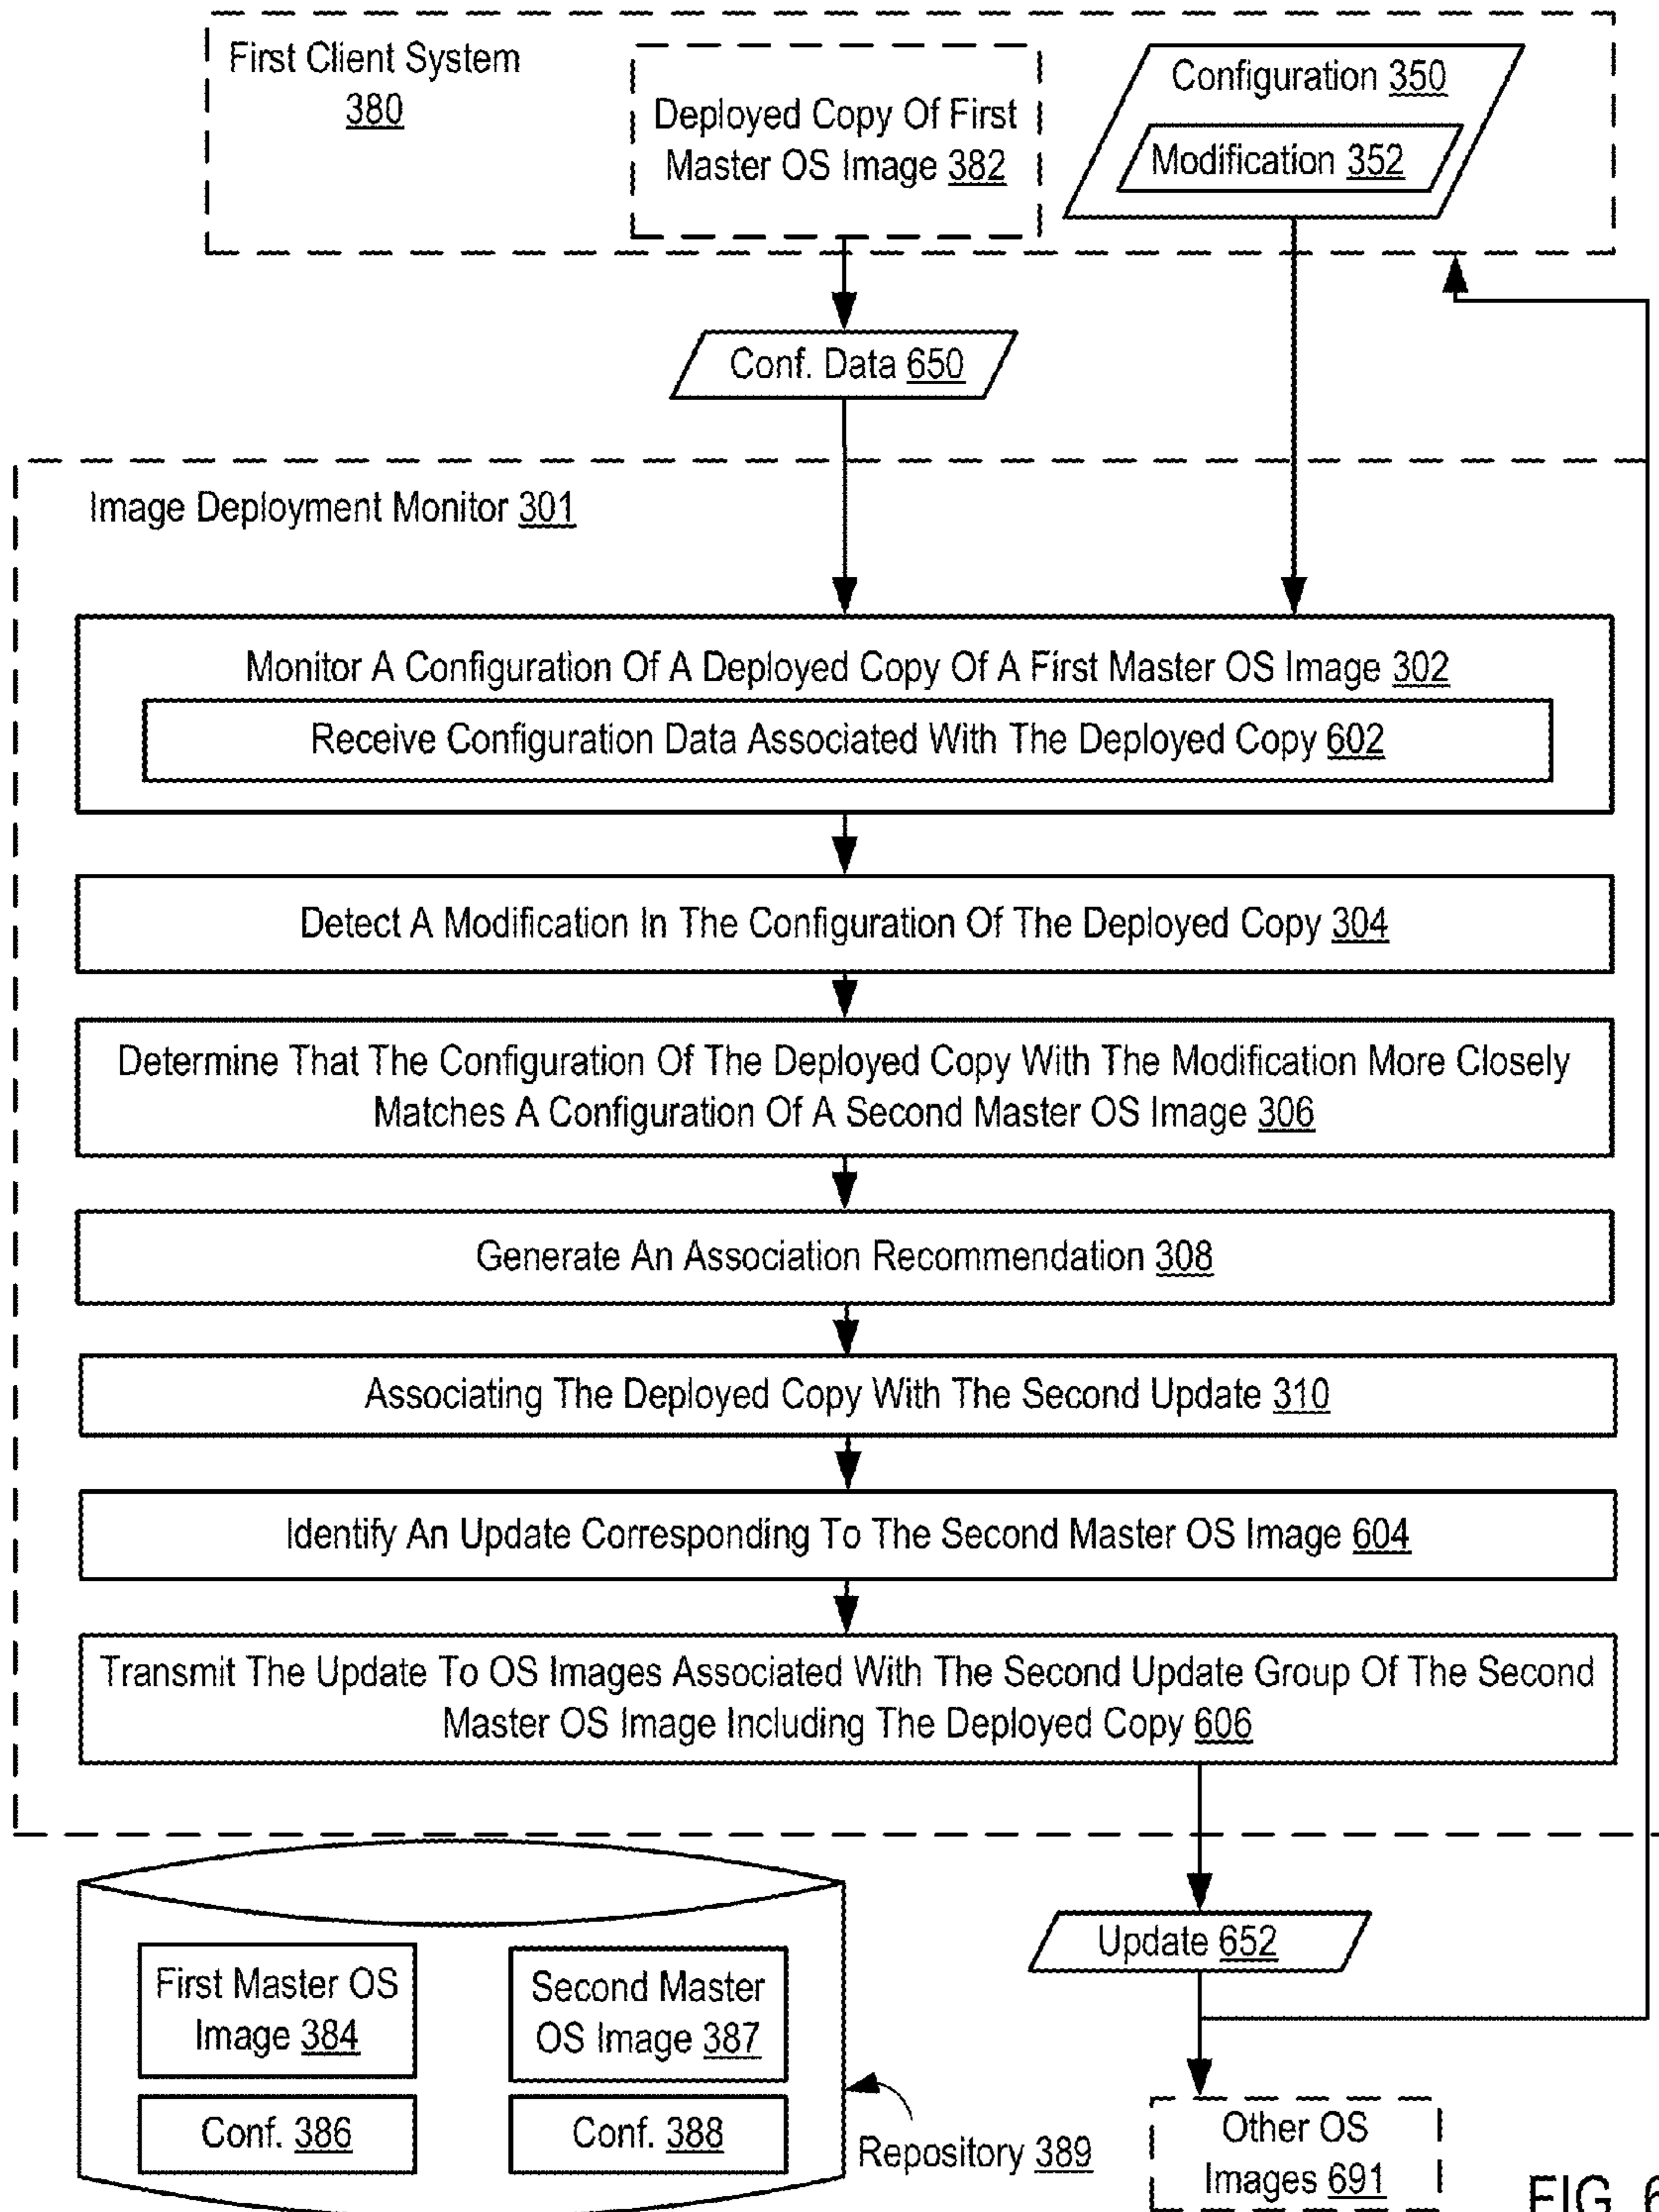 First Client System
380
Deployed Copy Of First
Master OS Image 382
Configuration 350
Modification 352
Conf. Data 650
Image Deployment Monitor 301
Monitor A Configuration Of A Deployed Copy Of A First Master OS Image 302
Receive Configuration Data Associated With The Deployed Copy 602
Detect A Modification In The Configuration Of The Deployed Copy 304
Determine That The Configuration Of The Deployed Copy With The Modification More Closely
Matches A Configuration Of A Second Master OS Image 306
Generate An Association Recommendation 308
Associating The Deployed Copy With The Second Update 310
Identify An Update Corresponding To The Second Master OS Image 604
Transmit The Update To OS Images Associated With The Second Update Group Of The Second
Master OS Image Including The Deployed Copy 606
Update 652
First Master OS
Image 384
Second Master
OS Image 387
Conf. 386
Conf. 388
Repository 389
Other OS
Images 691
FIG. 6